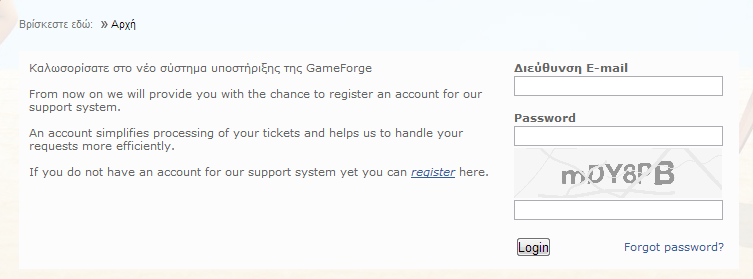 Βρίσκεστε εδώ: » Αρχή
Καλωσορίσατε στο νέο σύστημα υποστήριξης της GameForge
From now on we will provide you with the chance to register an account for our
support system.
An account simplifies processing of your tickets and helps us to handle your
requests more efficiently.
If you do not have an account for our support system yet you can register here.
Διεύθυνση E-mail
Password
mDY8PB
Login
Forgot password?